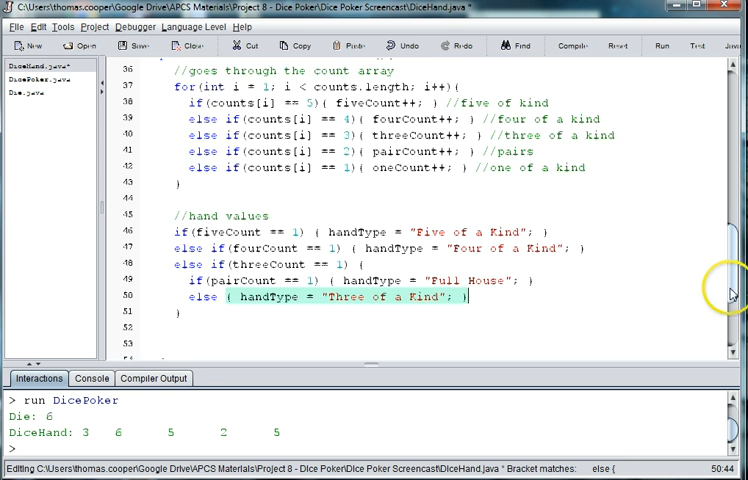 C:\Users\thomas.cooper\Google Drive\APCS Materials\Project 8 - Dice Poker\Dice Poker Screencast\DiceHand.java *
File Edit Tools Project Debugger Language Level Help
New Open Save Close Cut Copy Paste Undo Redo Find Compile Reset Run Test
DiceHand.java*
DicePoker.java
Die.java
36 //goes through the count array
37 for(int i = 1; i < counts.length; i++){
38 if(counts[i] == 5){ fiveCount++; } //five of kind
39 else if(counts[i] == 4){ fourCount++; } //four of a kind
40 else if(counts[i] == 3){ threeCount++; } //three of a kind
41 else if(counts[i] == 2){ pairCount++; } //pairs
42 else if(counts[i] == 1){ oneCount++; } //one of a kind
43 }
44
45 //hand values
46 if(fiveCount == 1) { handType = "Five of a Kind"; }
47 else if(fourCount == 1) { handType = "Four of a Kind"; }
48 else if(threeCount == 1) {
49 if(pairCount == 1) { handType = "Full House"; }
50 else { handType = "Three of a Kind"; }
51 }
52
53
Interactions Console Compiler Output
> run DicePoker
Die: 6
DiceHand: 3 6 5 2 5
>
Editing C:\Users\thomas.cooper\Google Drive\APCS Materials\Project 8 - Dice Poker\Dice Poker Screencast\DiceHand.java * Bracket matches: else { 50:44